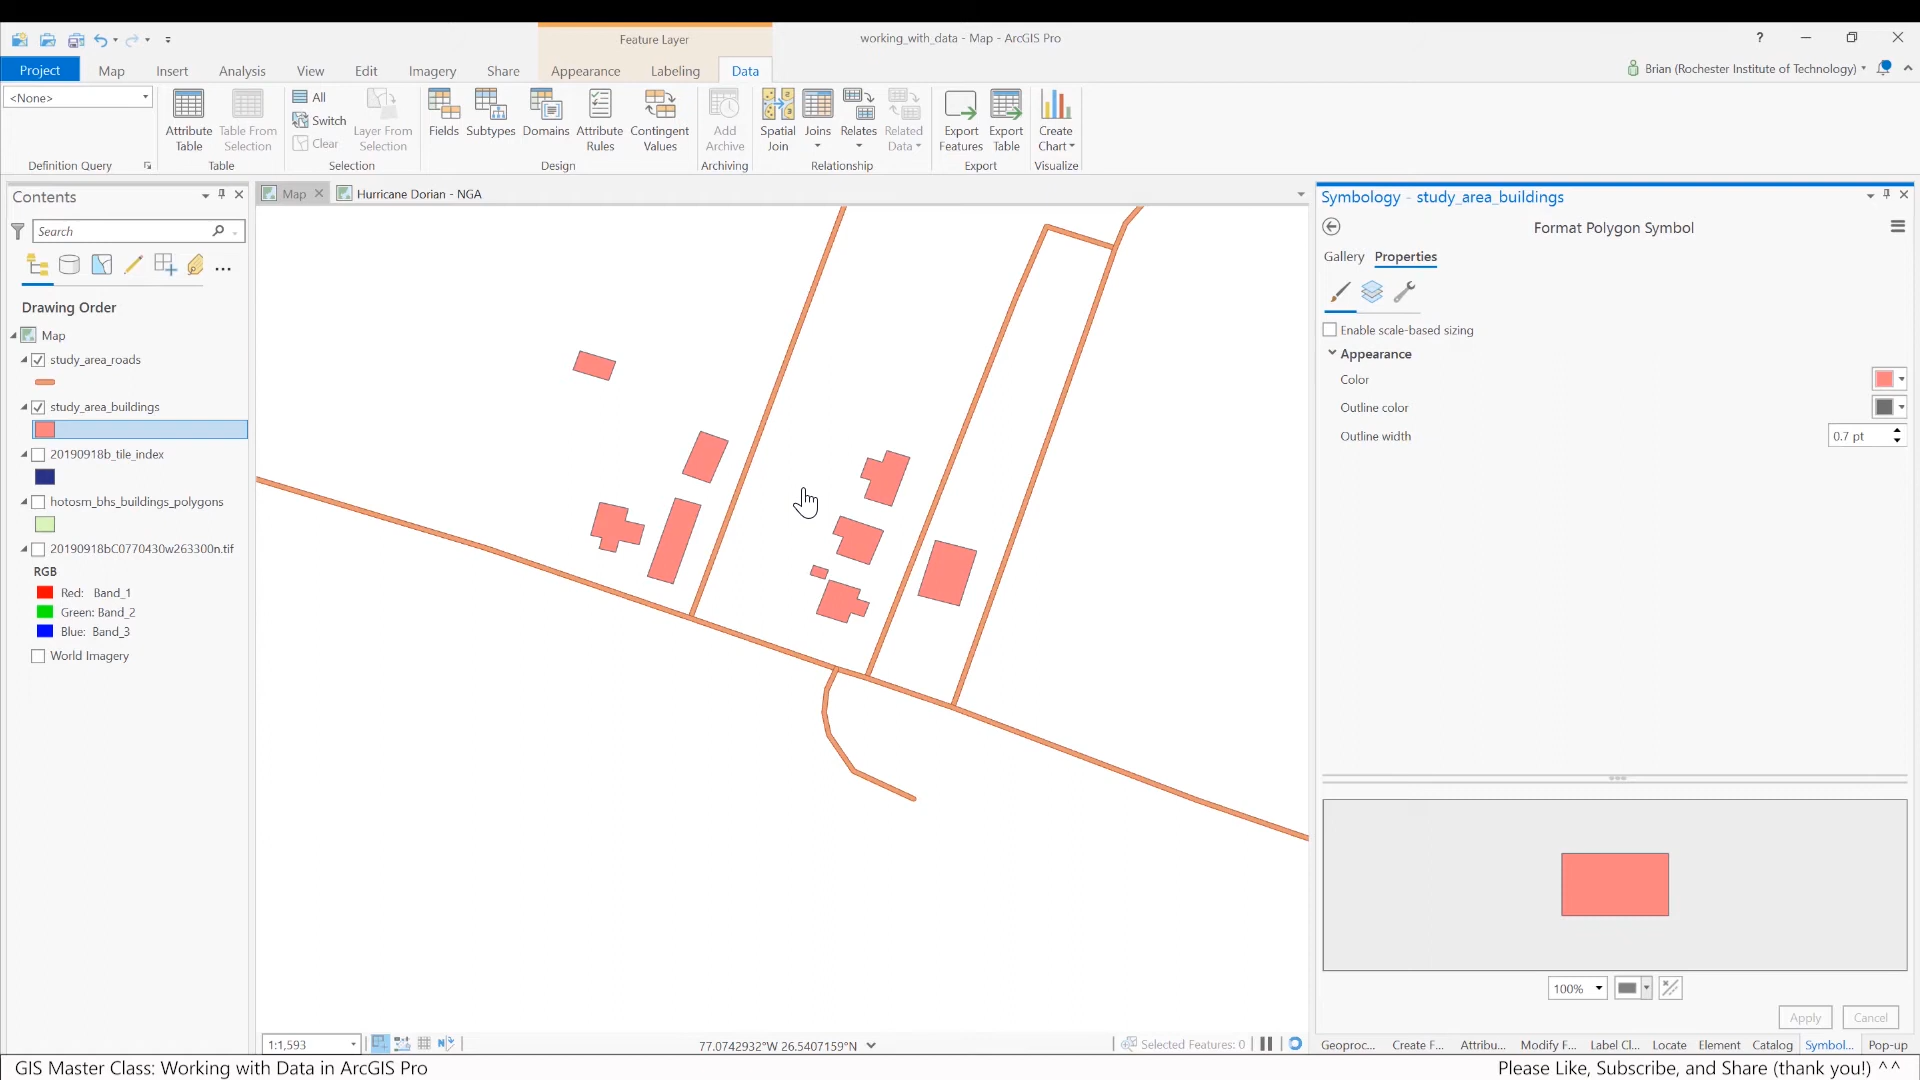 Feature Layer
working_with_data - Map - ArcGIS Pro
?
Project Map Insert Analysis View Edit Imagery Share Appearance Labeling Data
Brian (Rochester Institute of Technology)
<None>
Definition Query
Attribute Table
Table From Selection
Table
All
Switch
Clear
Layer From Selection
Selection
Fields
Subtypes
Domains
Attribute Rules
Contingent Values
Design
Add Archive
Archiving
Spatial Join
Joins
Relates
Related Data
Relationship
Export Features
Export Table
Export
Create Chart
Visualize
Contents
Search
Drawing Order
Map
study_area_roads
study_area_buildings
20190918b_tile_index
hotosm_bhs_buildings_polygons
20190918bC0770430w263300n.tif
RGB
Red: Band_1
Green: Band_2
Blue: Band_3
World Imagery
Map
Hurricane Dorian - NGA
1:1,593
77.0742932°W 26.5407159°N
Selected Features: 0
Symbology - study_area_buildings
Format Polygon Symbol
Gallery Properties
Enable scale-based sizing
Appearance
Color
Outline color
Outline width 0.7 pt
100%
Apply Cancel
Geoproc... Create F... Attribu... Modify F... Label Cl... Locate Element Catalog Symbol... Pop-up
GIS Master Class: Working with Data in ArcGIS Pro
Please Like, Subscribe, and Share (thank you!) ^^